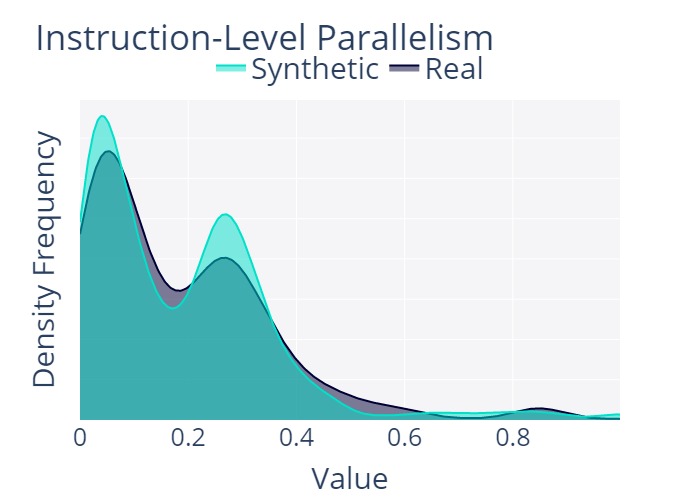 Instruction-Level Parallelism
Synthetic Real
Density Frequency
0 0.2 0.4 0.6 0.8
Value